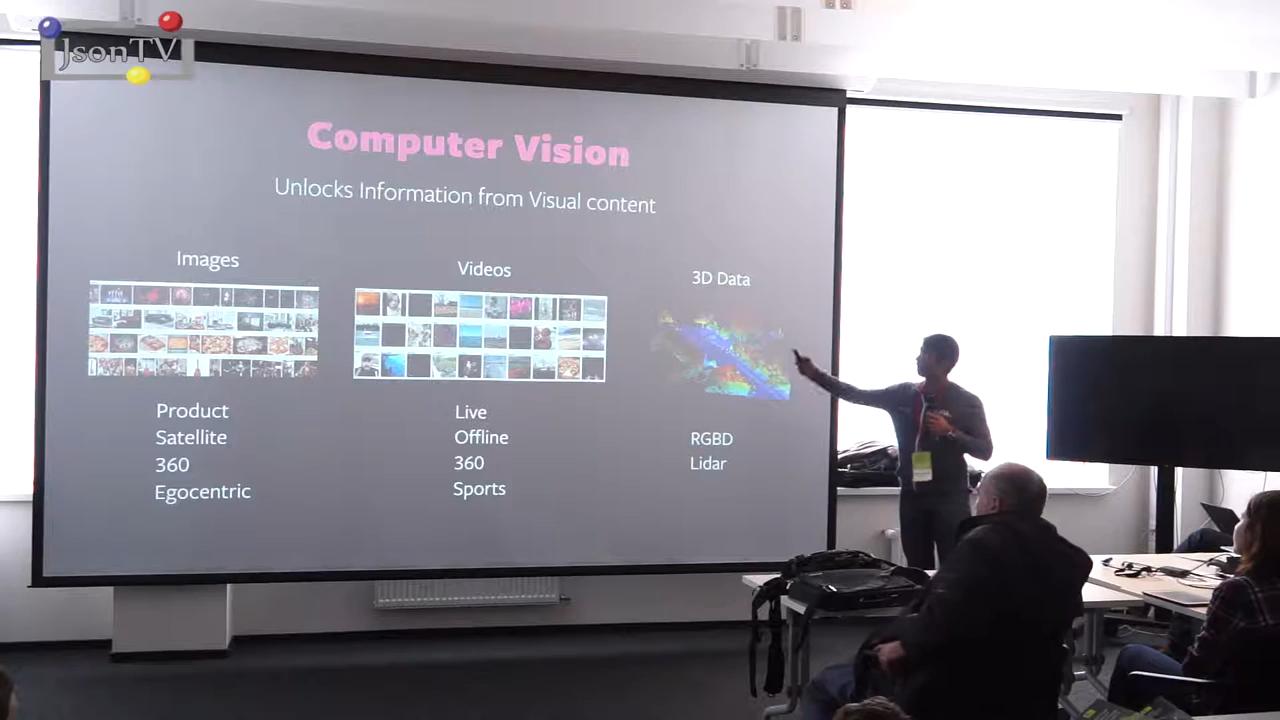 JsonTV
Computer Vision
Unlocks Information from Visual content
Images
Videos
3D Data
Product
Satellite
360
Egocentric
Live
Offline
360
Sports
RGBD
Lidar